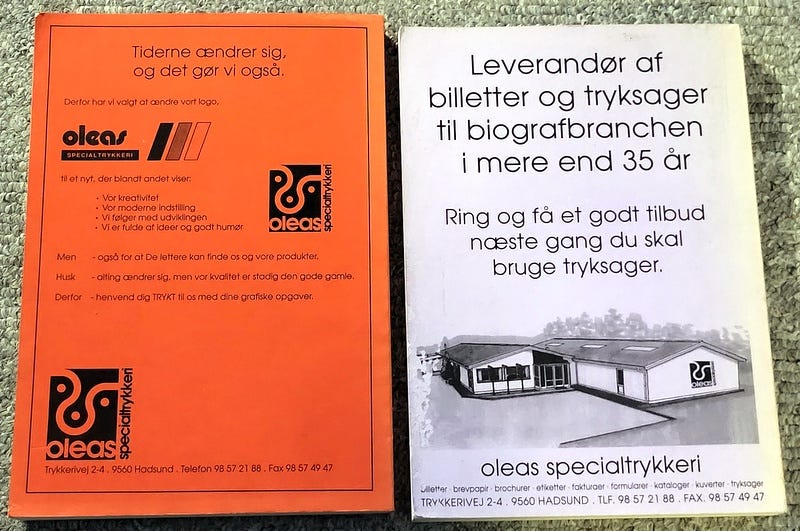 Tiderne ændrer sig,
og det gør vi også.
Derfor har vi valgt at ændre vort logo,
oleas
SPECIALTRYKKERI
til et nyt, der blandt andet viser:
· Vor kreativitet
· Vor moderne indstilling
· Vi følger med udviklingen
· Vi er fulde af ideer og godt humør
oleas
specialtrykkeri
Men - også for at De lettere kan finde os og vore produkter.
Husk - alting ændrer sig, men vor kvalitet er stadig den gode gamle.
Derfor - henvend dig TRYKT til os med dine grafiske opgaver.
oleas
specialtrykkeri
Trykkerivej 2-4 . 9560 Hadsund . Telefon 98 57 21 88 . Fax 98 57 49 47
Leverandør af
billetter og tryksager
til biografbranchen
i mere end 35 år
Ring og få et godt tilbud
næste gang du skal
bruge tryksager.
oleas
oleas specialtrykkeri
billetter · brevpapir · brochurer · etiketter · fakturaer · formularer · kataloger · kuverter · tryksager
TRYKKERIVEJ 2-4 . 9560 HADSUND . TLF. 98 57 21 88 . FAX. 98 57 49 47